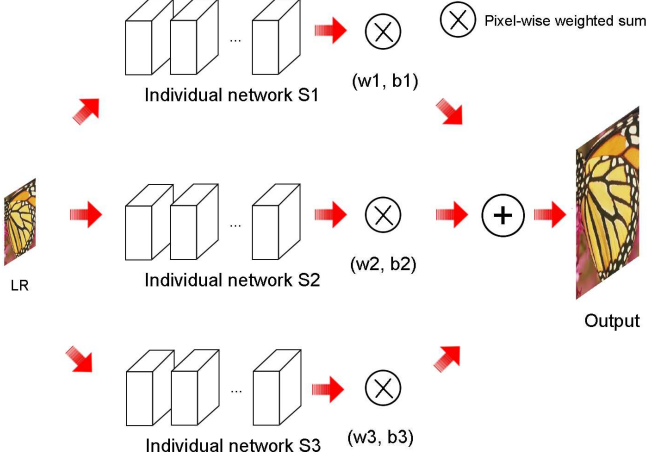 Pixel-wise weighted sum
...
(w1, b1)
Individual network S1
...
(w2, b2)
LR
Individual network S2
Output
...
(w3, b3)
Individual network S3